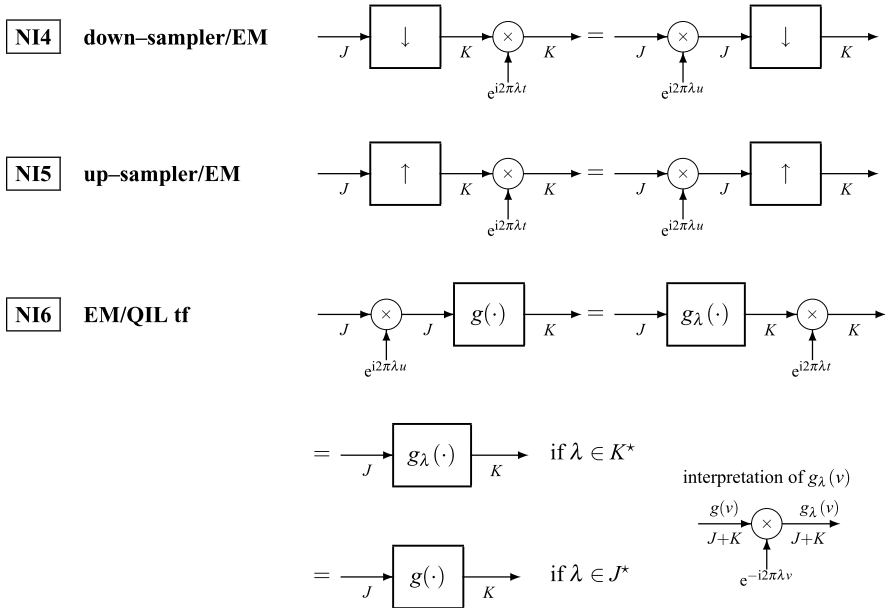 NI4 down–sampler/EM J ↓ K × K = J × J ↓ K
e^{i2πλt} e^{i2πλu}
NI5 up–sampler/EM J ↑ K × K = J × J ↑ K
e^{i2πλt} e^{i2πλu}
NI6 EM/QIL tf J × J g(·) K = J g_λ(·) K × K
e^{i2πλu} e^{i2πλt}
= J g_λ(·) K if λ ∈ K⋆
interpretation of g_λ(v)
g(v) × g_λ(v)
J+K J+K
e^{−i2πλv}
= J g(·) K if λ ∈ J⋆